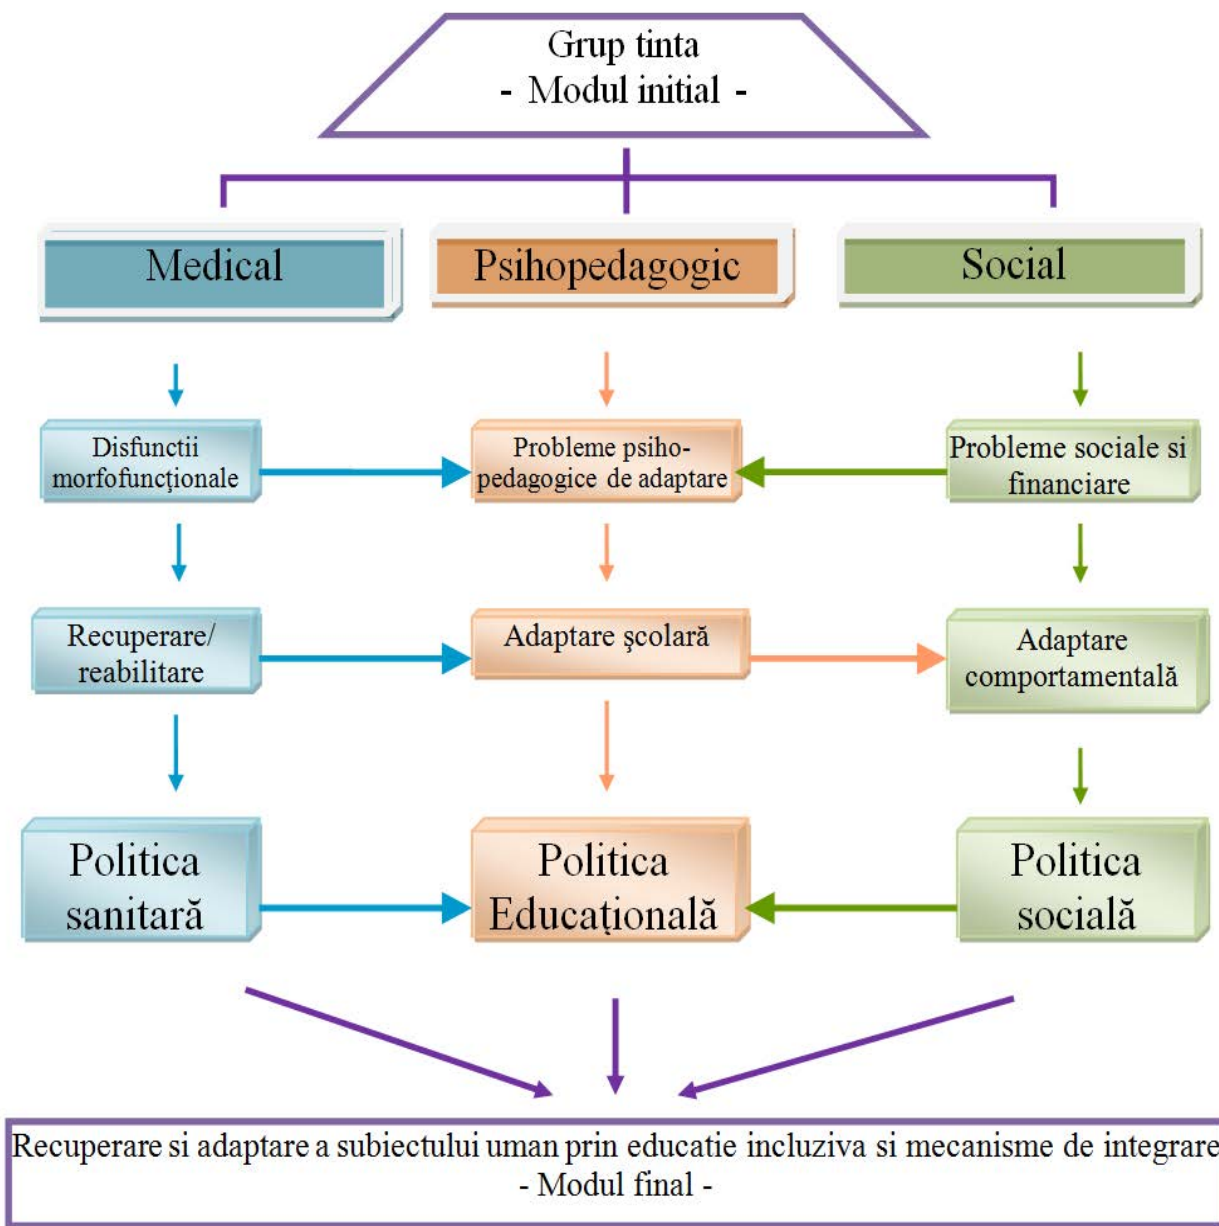 Grup tinta
- Modul initial -
Medical
Psihopedagogic
Social
Disfunctii
morfofuncţionale
Probleme psiho-
pedagogice de adaptare
Probleme sociale si
financiare
Recuperare/
reabilitare
Adaptare şcolară
Adaptare
comportamentală
Politica
sanitară
Politica
Educaţională
Politica
socială
Recuperare si adaptare a subiectului uman prin educatie incluziva si mecanisme de integrare
- Modul final -